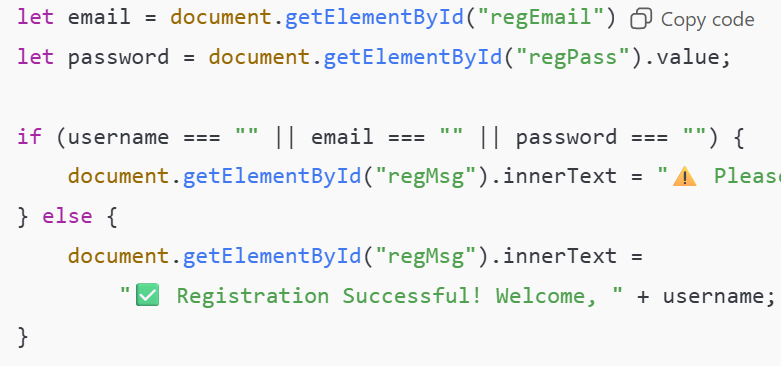 let email = document.getElementById("regEmail") Copy code
let password = document.getElementById("regPass").value;
if (username === "" || email === "" || password === "") {
document.getElementById("regMsg").innerText = "⚠️ Please
} else {
document.getElementById("regMsg").innerText =
"✅ Registration Successful! Welcome, " + username;
}